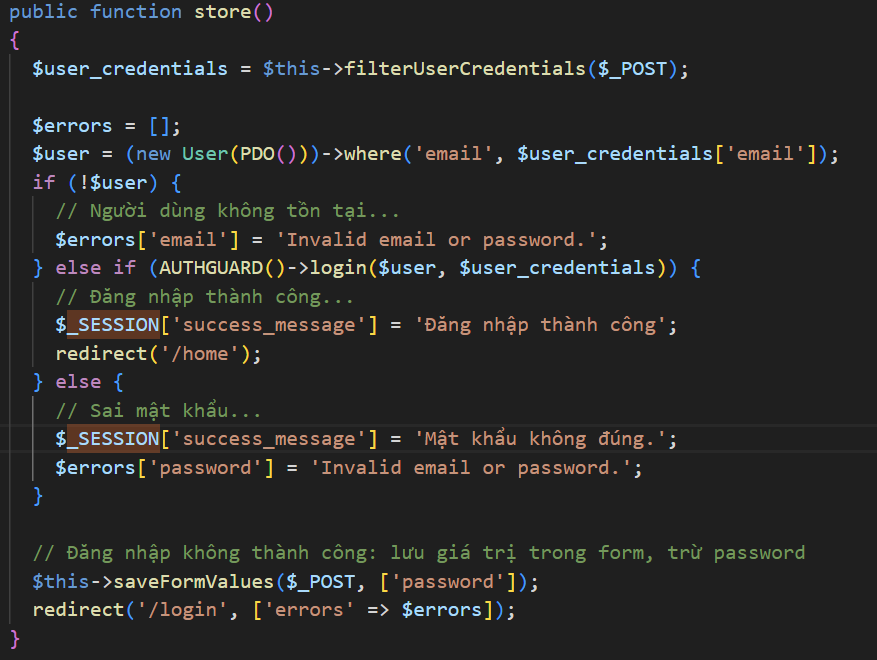 public function store()
{
  $user_credentials = $this->filterUserCredentials($_POST);

  $errors = [];
  $user = (new User(PDO()))->where('email', $user_credentials['email']);
  if (!$user) {
    // Người dùng không tồn tại...
    $errors['email'] = 'Invalid email or password.';
  } else if (AUTHGUARD()->login($user, $user_credentials)) {
    // Đăng nhập thành công...
    $_SESSION['success_message'] = 'Đăng nhập thành công';
    redirect('/home');
  } else {
    // Sai mật khẩu...
    $_SESSION['success_message'] = 'Mật khẩu không đúng.';
    $errors['password'] = 'Invalid email or password.';
  }

  // Đăng nhập không thành công: lưu giá trị trong form, trừ password
  $this->saveFormValues($_POST, ['password']);
  redirect('/login', ['errors' => $errors]);
}